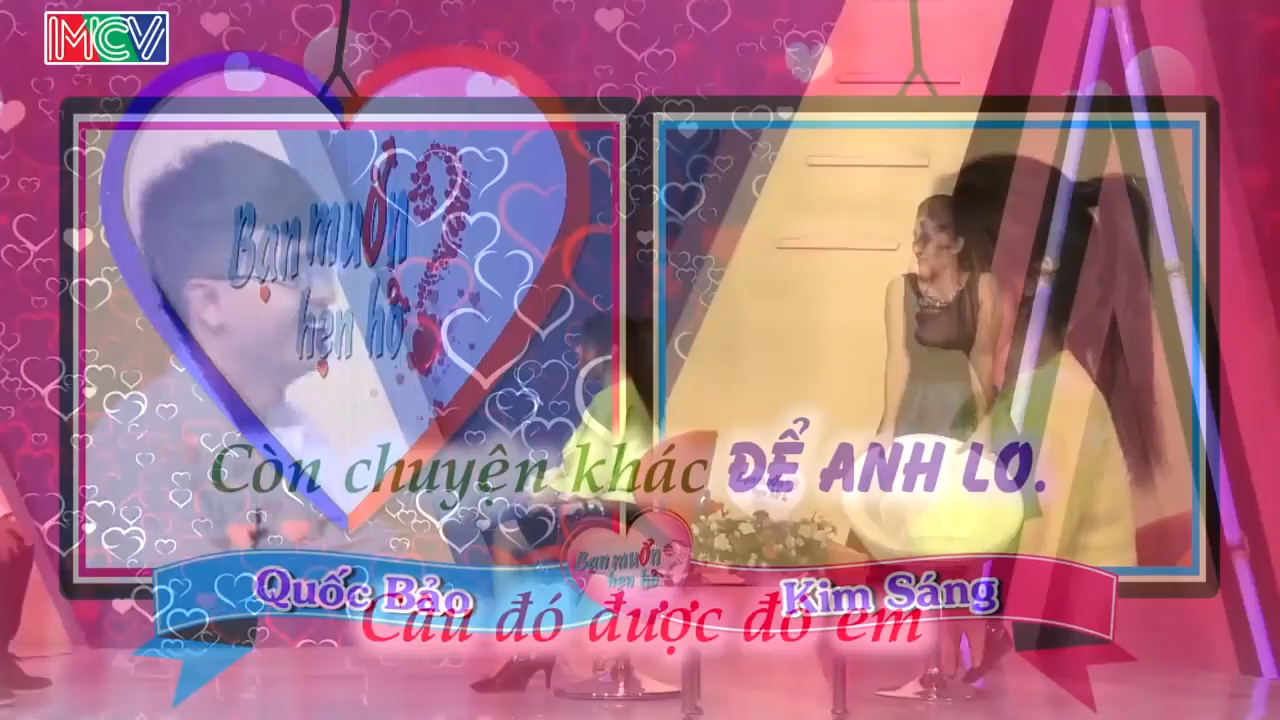 MCV
Bạn muốn
hẹn hò
?
Còn chuyện khác ĐỂ ANH LO.
Bạn muốn
hẹn hò
Quốc Bảo
Kim Sáng
Câu đó được đó em